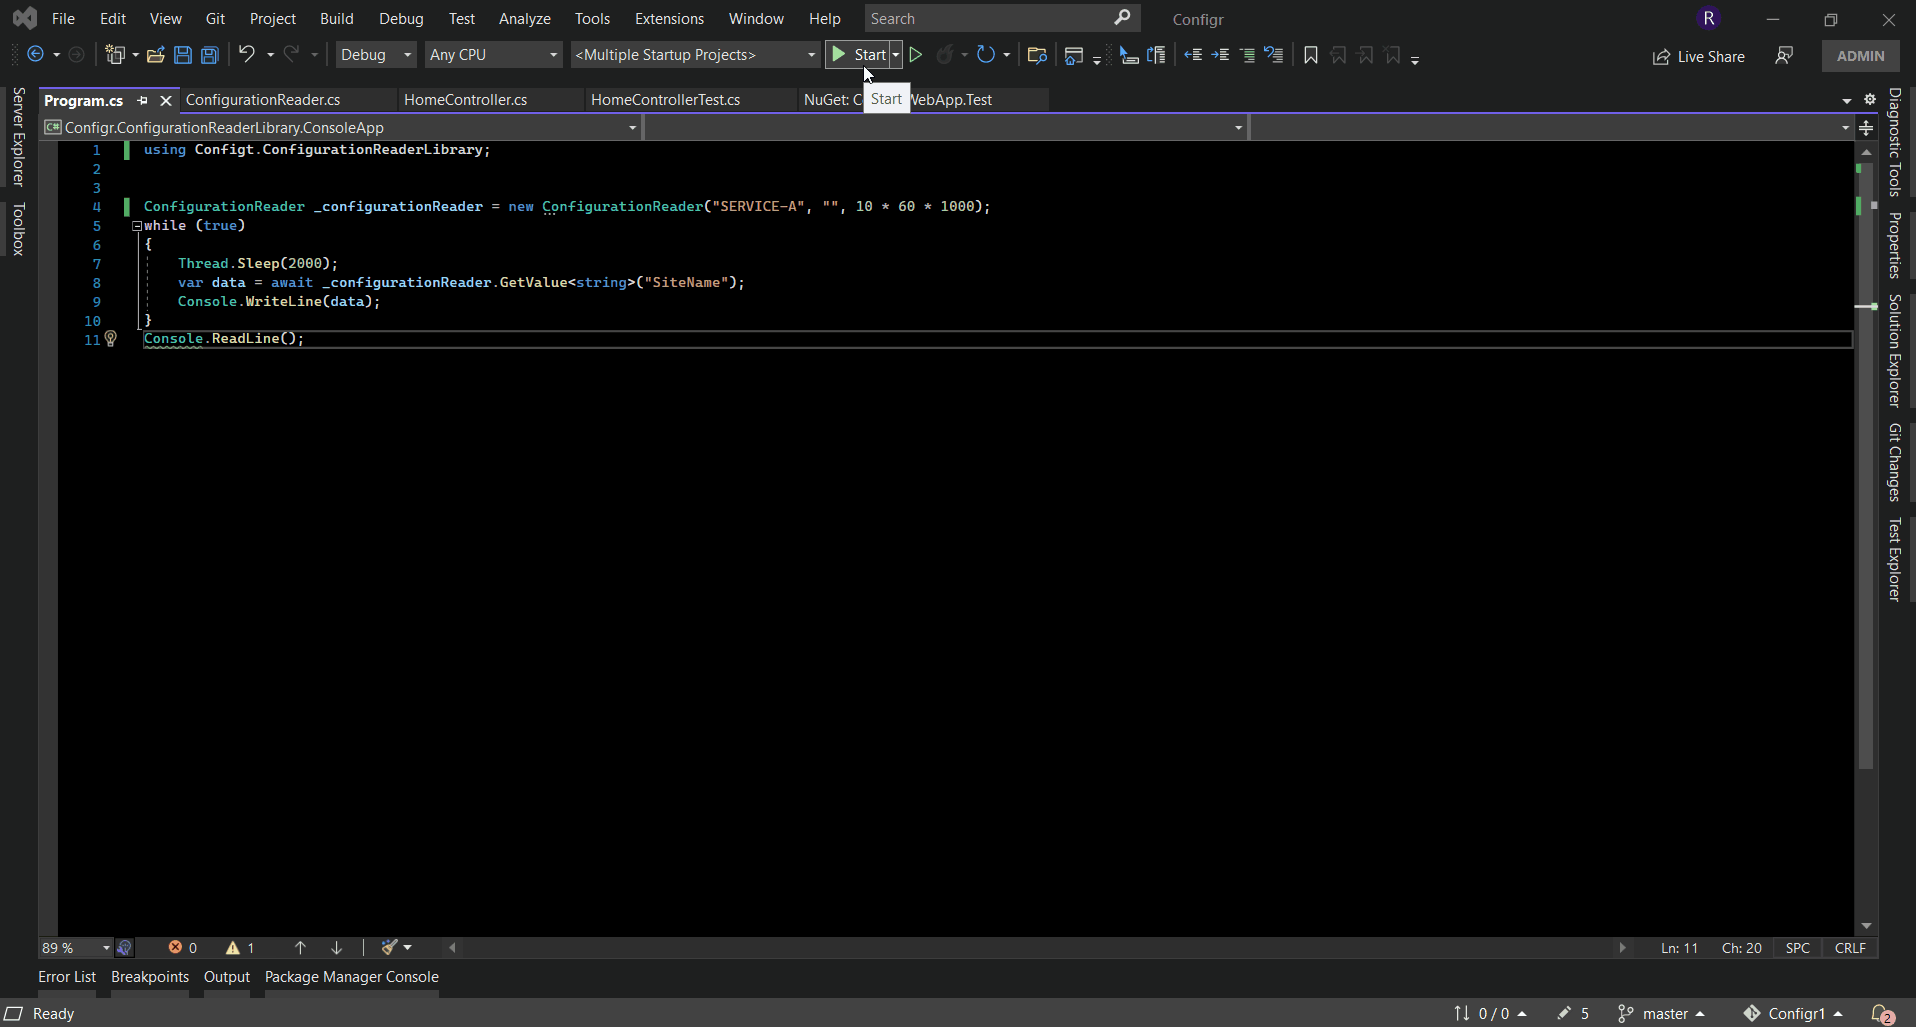 File Edit View Git Project Build Debug Test Analyze Tools Extensions Window Help Search Configr R
Debug Any CPU <Multiple Startup Projects> Start Live Share ADMIN
Program.cs ConfigurationReader.cs HomeController.cs HomeControllerTest.cs NuGet: C WebApp.Test
Start
C# Configr.ConfigurationReaderLibrary.ConsoleApp
1 using Configt.ConfigurationReaderLibrary;
2
3
4 ConfigurationReader _configurationReader = new ConfigurationReader("SERVICE-A", "", 10 * 60 * 1000);
5 while (true)
6 {
7 Thread.Sleep(2000);
8 var data = await _configurationReader.GetValue<string>("SiteName");
9 Console.WriteLine(data);
10 }
11 Console.ReadLine();
Server Explorer
Toolbox
Diagnostic Tools
Properties
Solution Explorer
Git Changes
Test Explorer
89 % 0 1 Ln: 11 Ch: 20 SPC CRLF
Error List Breakpoints Output Package Manager Console
Ready 0 / 0 5 master Configr1 2